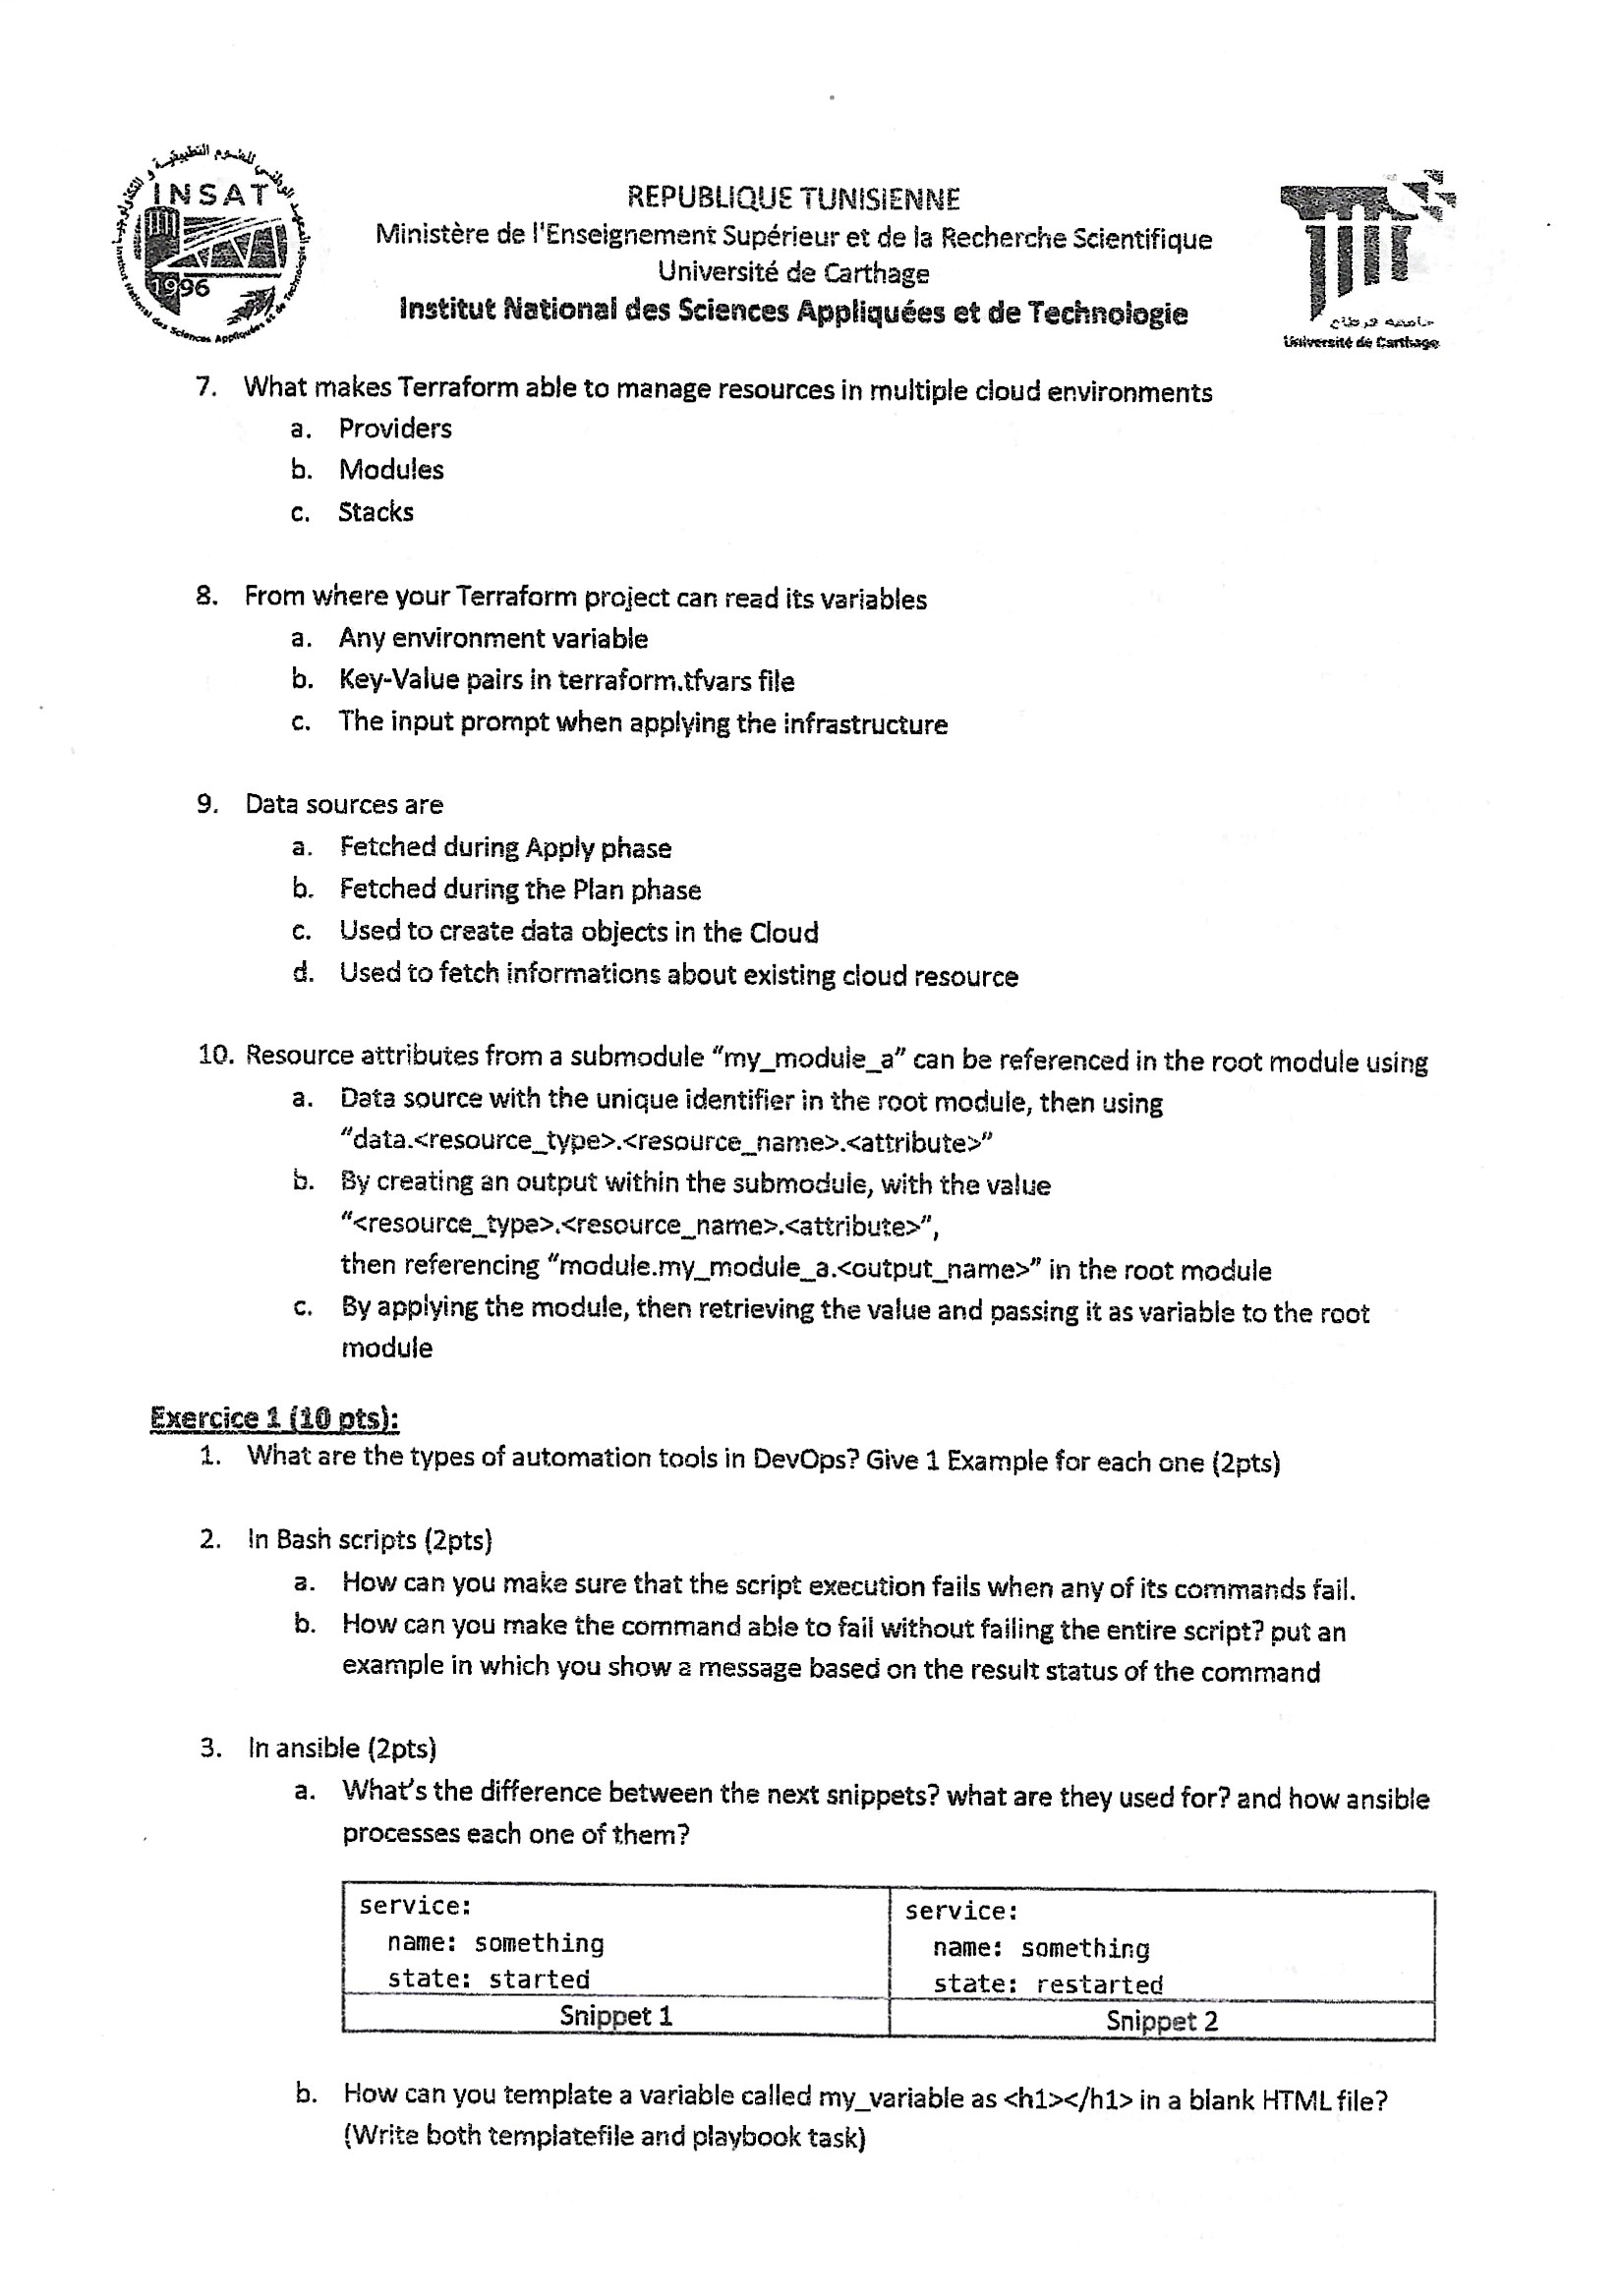 المعهد الوطني للعلوم التطبيقية و التكنولوجيا
INSAT
1996
Institut National des Sciences Appliquées et de Technologie
REPUBLIQUE TUNISIENNE
Ministère de l'Enseignement Supérieur et de la Recherche Scientifique
Université de Carthage
Institut National des Sciences Appliquées et de Technologie
جامعة قرطاج
Université de Carthage
7. What makes Terraform able to manage resources in multiple cloud environments
a. Providers
b. Modules
c. Stacks
8. From where your Terraform project can read its variables
a. Any environment variable
b. Key-Value pairs in terraform.tfvars file
c. The input prompt when applying the infrastructure
9. Data sources are
a. Fetched during Apply phase
b. Fetched during the Plan phase
c. Used to create data objects in the Cloud
d. Used to fetch informations about existing cloud resource
10. Resource attributes from a submodule “my_module_a” can be referenced in the root module using
a. Data source with the unique identifier in the root module, then using
“data.<resource_type>.<resource_name>.<attribute>”
b. By creating an output within the submodule, with the value
“<resource_type>.<resource_name>.<attribute>”,
then referencing “module.my_module_a.<output_name>” in the root module
c. By applying the module, then retrieving the value and passing it as variable to the root
module
Exercice 1 (10 pts):
1. What are the types of automation tools in DevOps? Give 1 Example for each one (2pts)
2. In Bash scripts (2pts)
a. How can you make sure that the script execution fails when any of its commands fail.
b. How can you make the command able to fail without failing the entire script? put an
example in which you show a message based on the result status of the command
3. In ansible (2pts)
a. What's the difference between the next snippets? what are they used for? and how ansible
processes each one of them?
service:
name: something
state: started
Snippet 1
service:
name: something
state: restarted
Snippet 2
b. How can you template a variable called my_variable as <h1></h1> in a blank HTML file?
(Write both templatefile and playbook task)